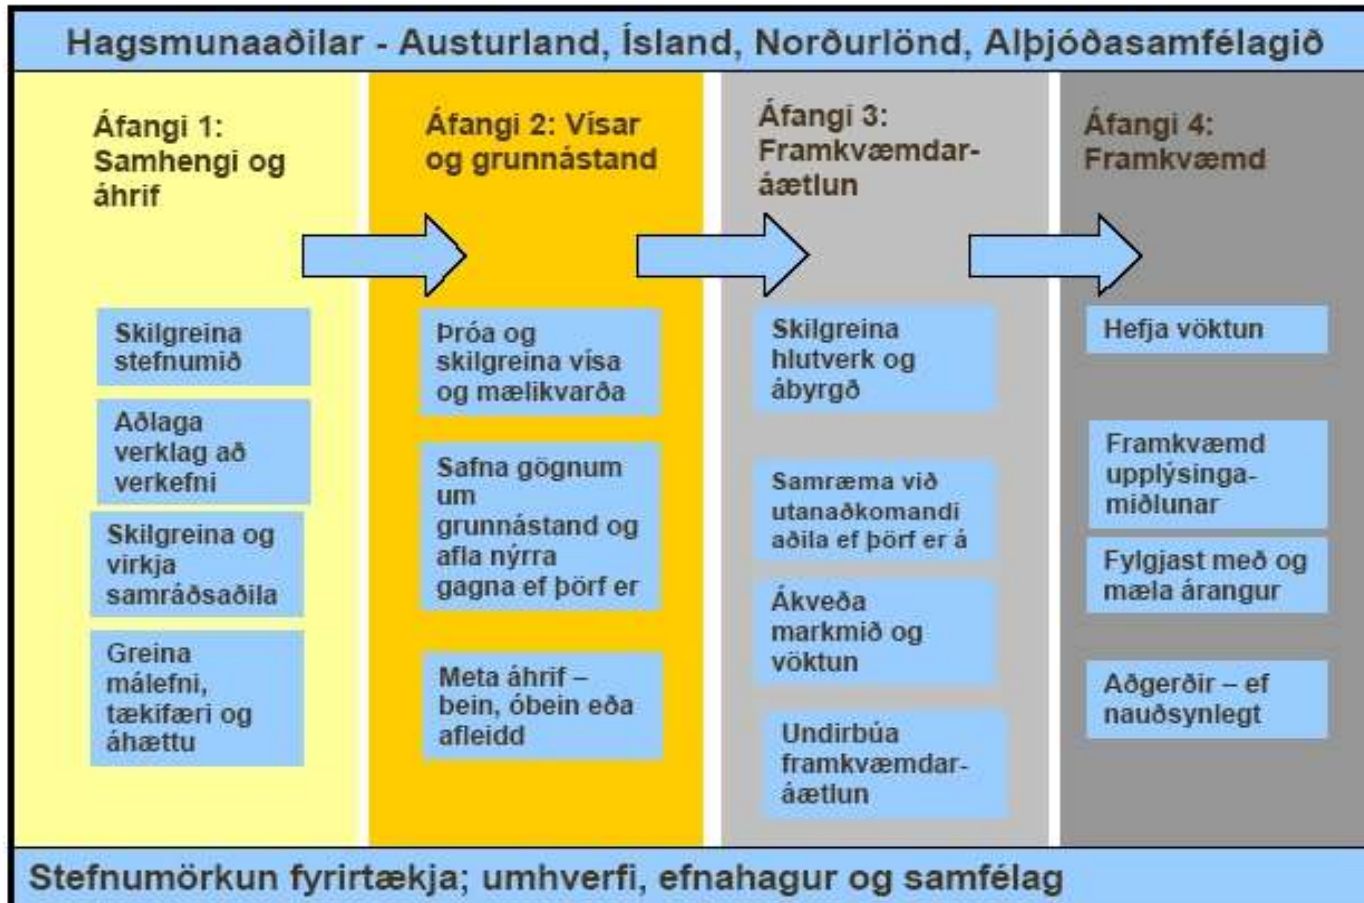 Hagsmunaaðilar - Austurland, Ísland, Norðurlönd, Alþjóðasamfélagið
Áfangi 1:
Samhengi og
áhrif
Skilgreina
stefnumið
Aðlaga
verklag að
verkefni
Skilgreina og
virkja
samráðsaðila
Greina
málefni,
tækifæri og
áhættu
Áfangi 2: Vísar
og grunnástand
Þróa og
skilgreina vísa
og mælikvarða
Safna gögnum
um
grunnástand og
afla nýrra
gagna ef þörf er
Meta áhrif –
bein, óbein eða
afleidd
Áfangi 3:
Framkvæmdar-
áætlun
Skilgreina
hlutverk og
ábyrgð
Samræma við
utanaðkomandi
aðila ef þörf er á
Ákveða
markmið og
vöktun
Undirbúa
framkvæmdar-
áætlun
Áfangi 4:
Framkvæmd
Hefja vöktun
Framkvæmd
upplýsinga-
miðlunar
Fylgjast með og
mæla árangur
Aðgerðir – ef
nauðsynlegt
Stefnumörkun fyrirtækja; umhverfi, efnahagur og samfélag